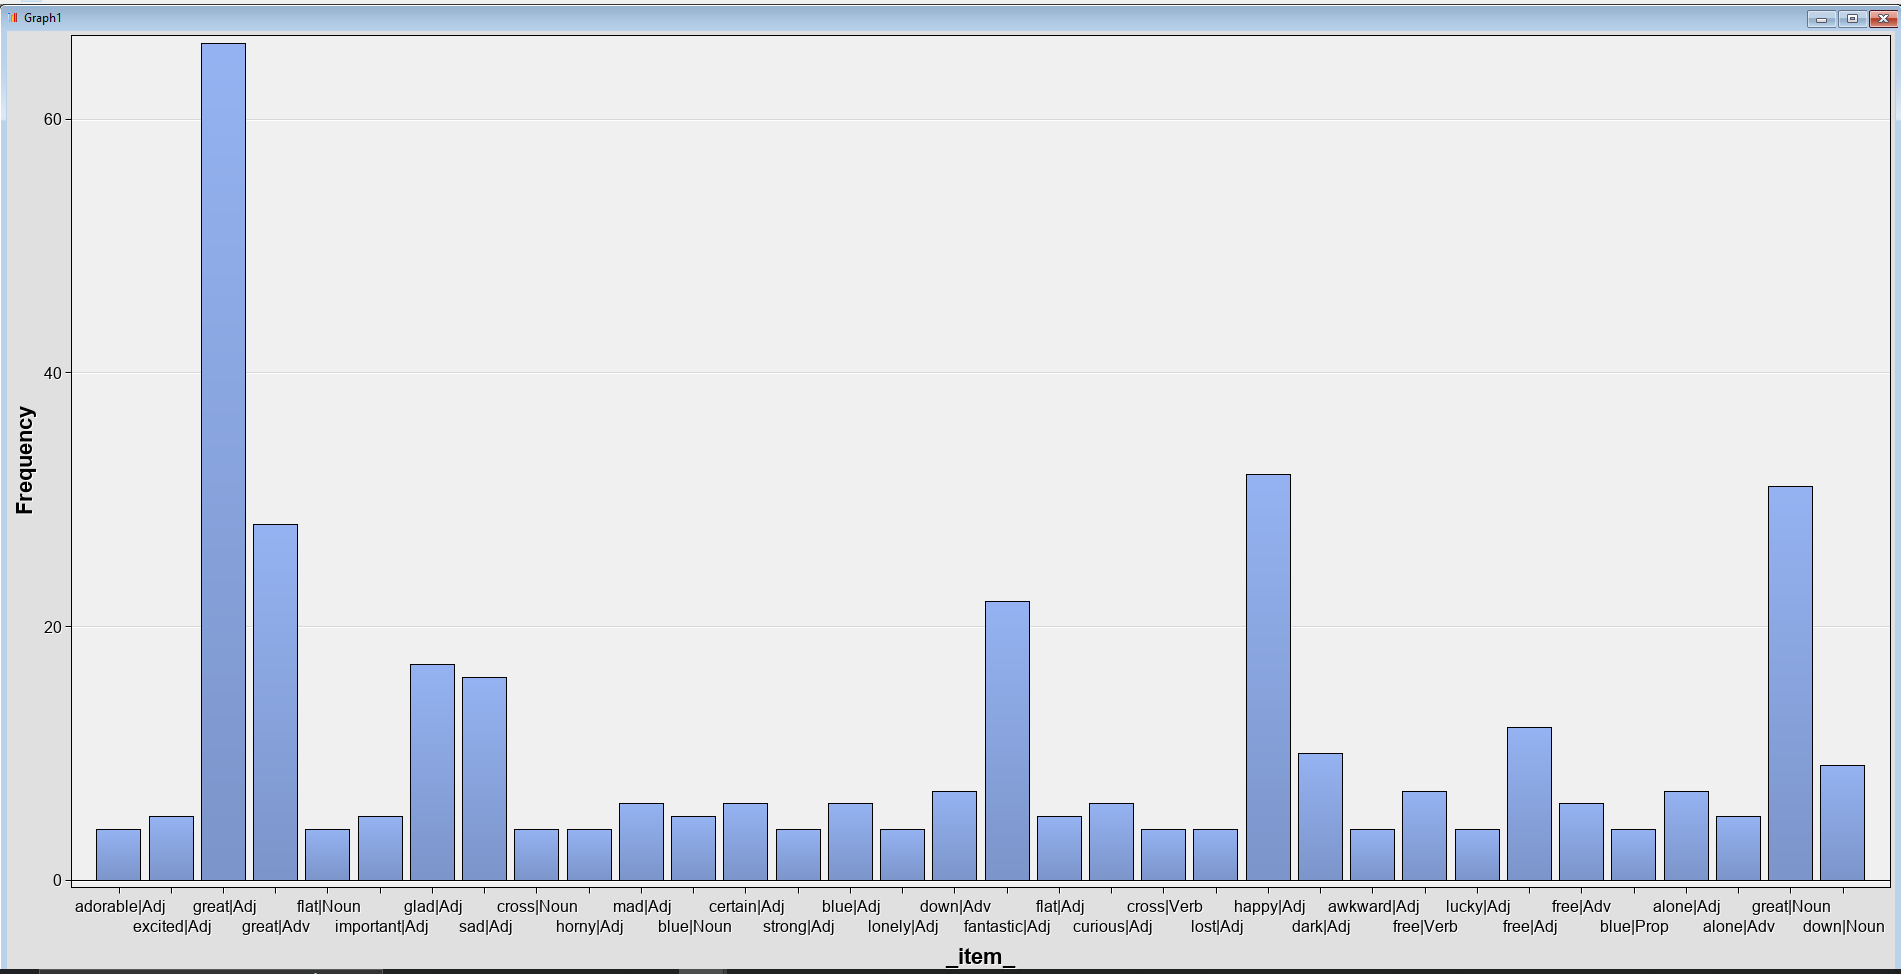 Graph1
60
40
20
0
Frequency
adorable|Adj great|Adj flat|Noun glad|Adj cross|Noun mad|Adj certain|Adj blue|Adj down|Adv flat|Adj cross|Verb happy|Adj awkward|Adj lucky|Adj free|Adv alone|Adj great|Noun
excited|Adj great|Adv important|Adj sad|Adj horny|Adj blue|Noun strong|Adj lonely|Adj fantastic|Adj curious|Adj lost|Adj dark|Adj free|Verb free|Adj blue|Prop alone|Adv down|Noun
_item_